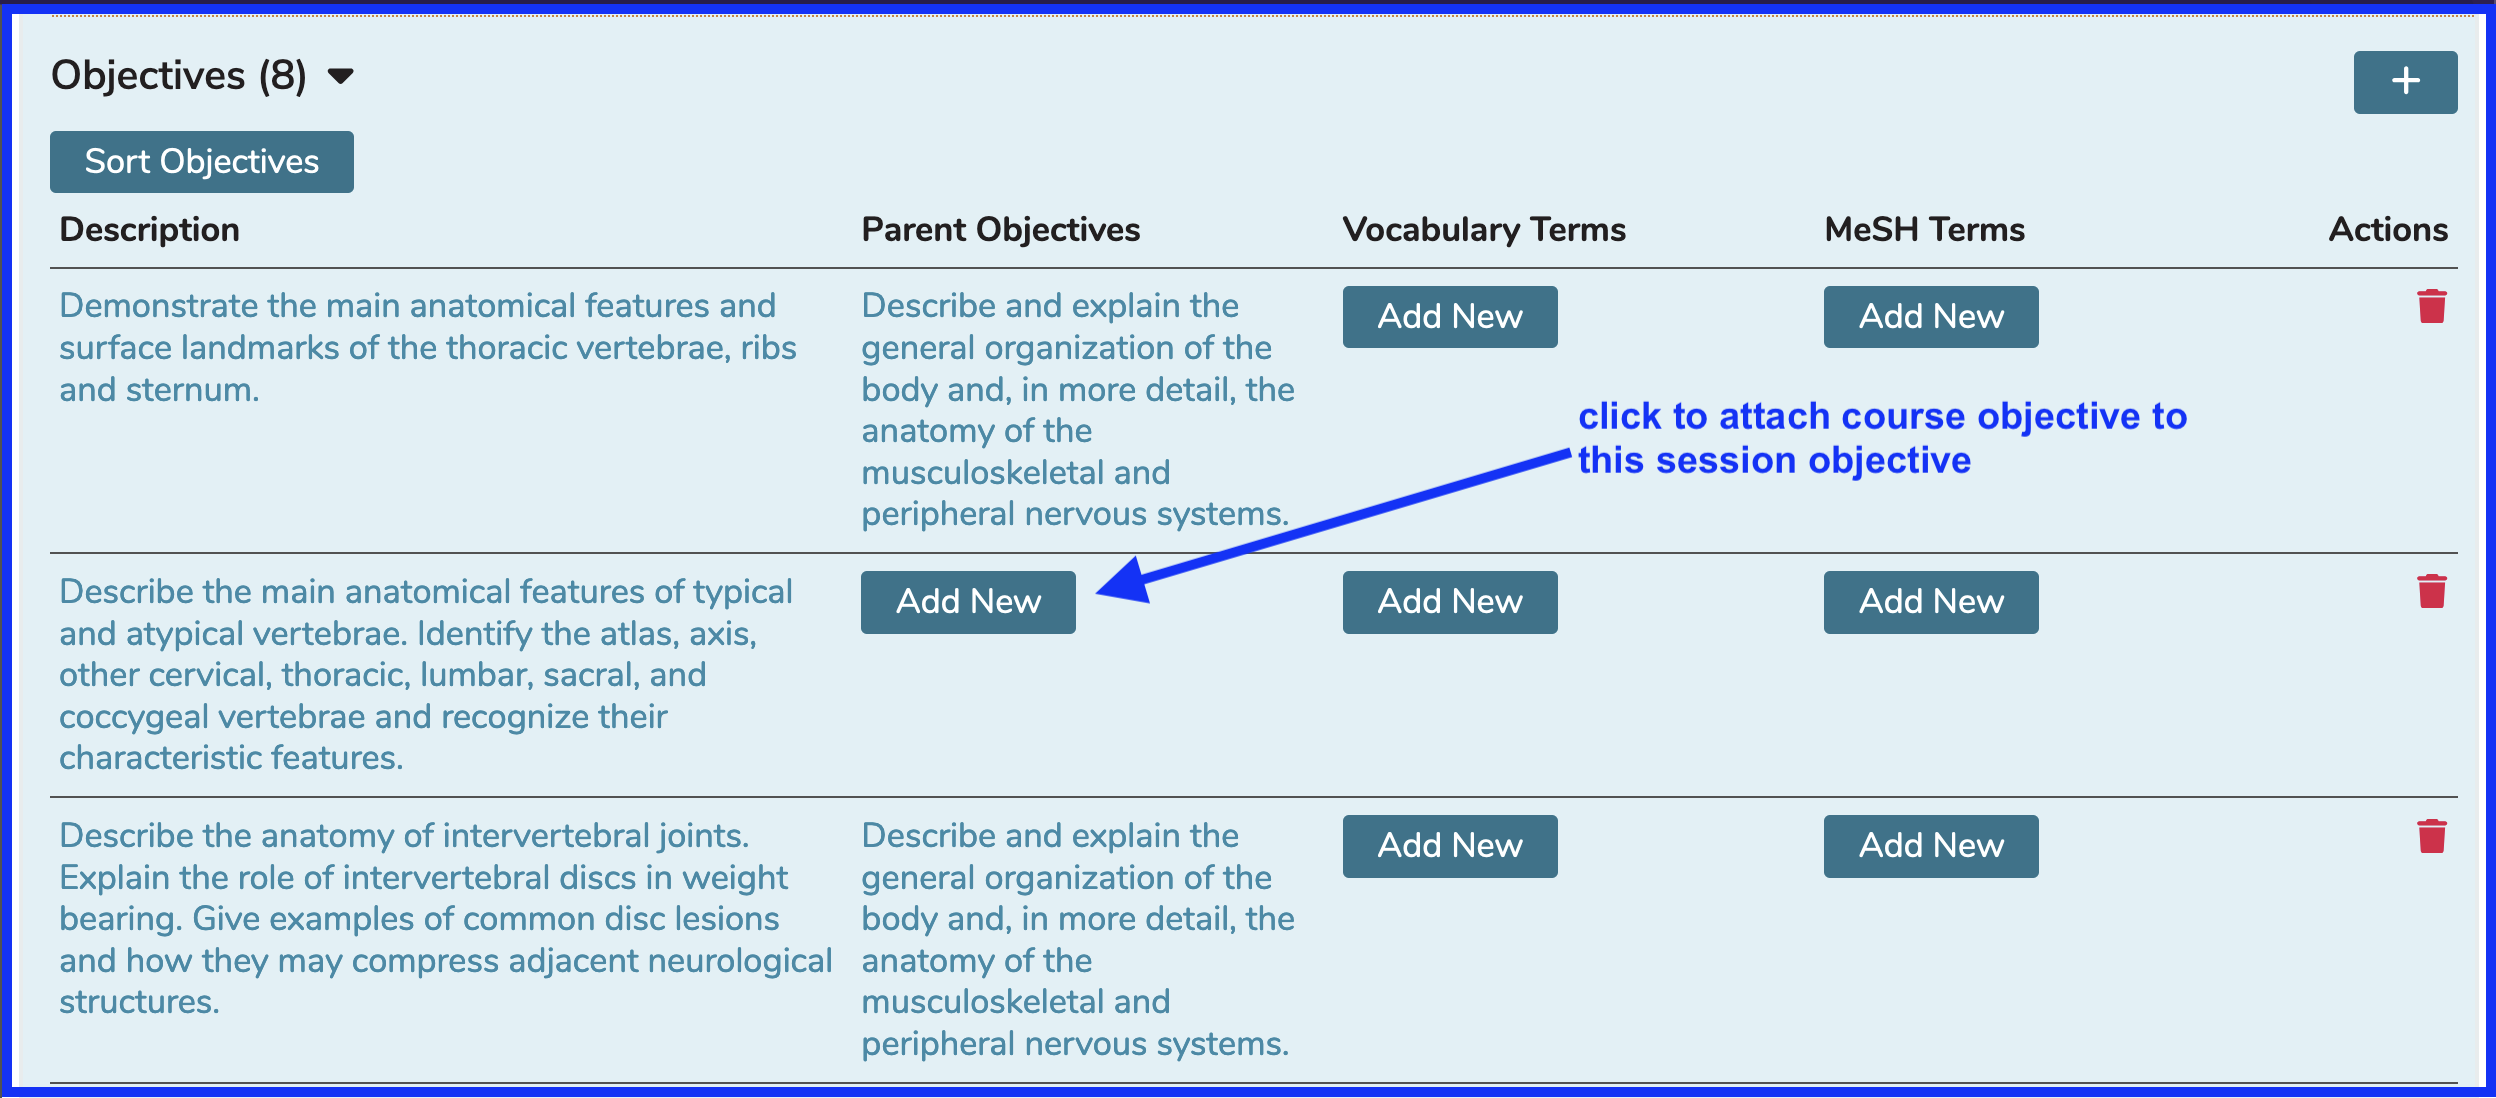 Objectives (8)
+
Sort Objectives
Description Parent Objectives Vocabulary Terms MeSH Terms Actions
Demonstrate the main anatomical features and
surface landmarks of the thoracic vertebrae, ribs
and sternum.
Describe and explain the
general organization of the
body and, in more detail, the
anatomy of the
musculoskeletal and
peripheral nervous systems.
Add New
Add New
click to attach course objective to
this session objective
Describe the main anatomical features of typical
and atypical vertebrae. Identify the atlas, axis,
other cervical, thoracic, lumbar, sacral, and
coccygeal vertebrae and recognize their
characteristic features.
Add New
Add New
Add New
Describe the anatomy of intervertebral joints.
Explain the role of intervertebral discs in weight
bearing. Give examples of common disc lesions
and how they may compress adjacent neurological
structures.
Describe and explain the
general organization of the
body and, in more detail, the
anatomy of the
musculoskeletal and
peripheral nervous systems.
Add New
Add New